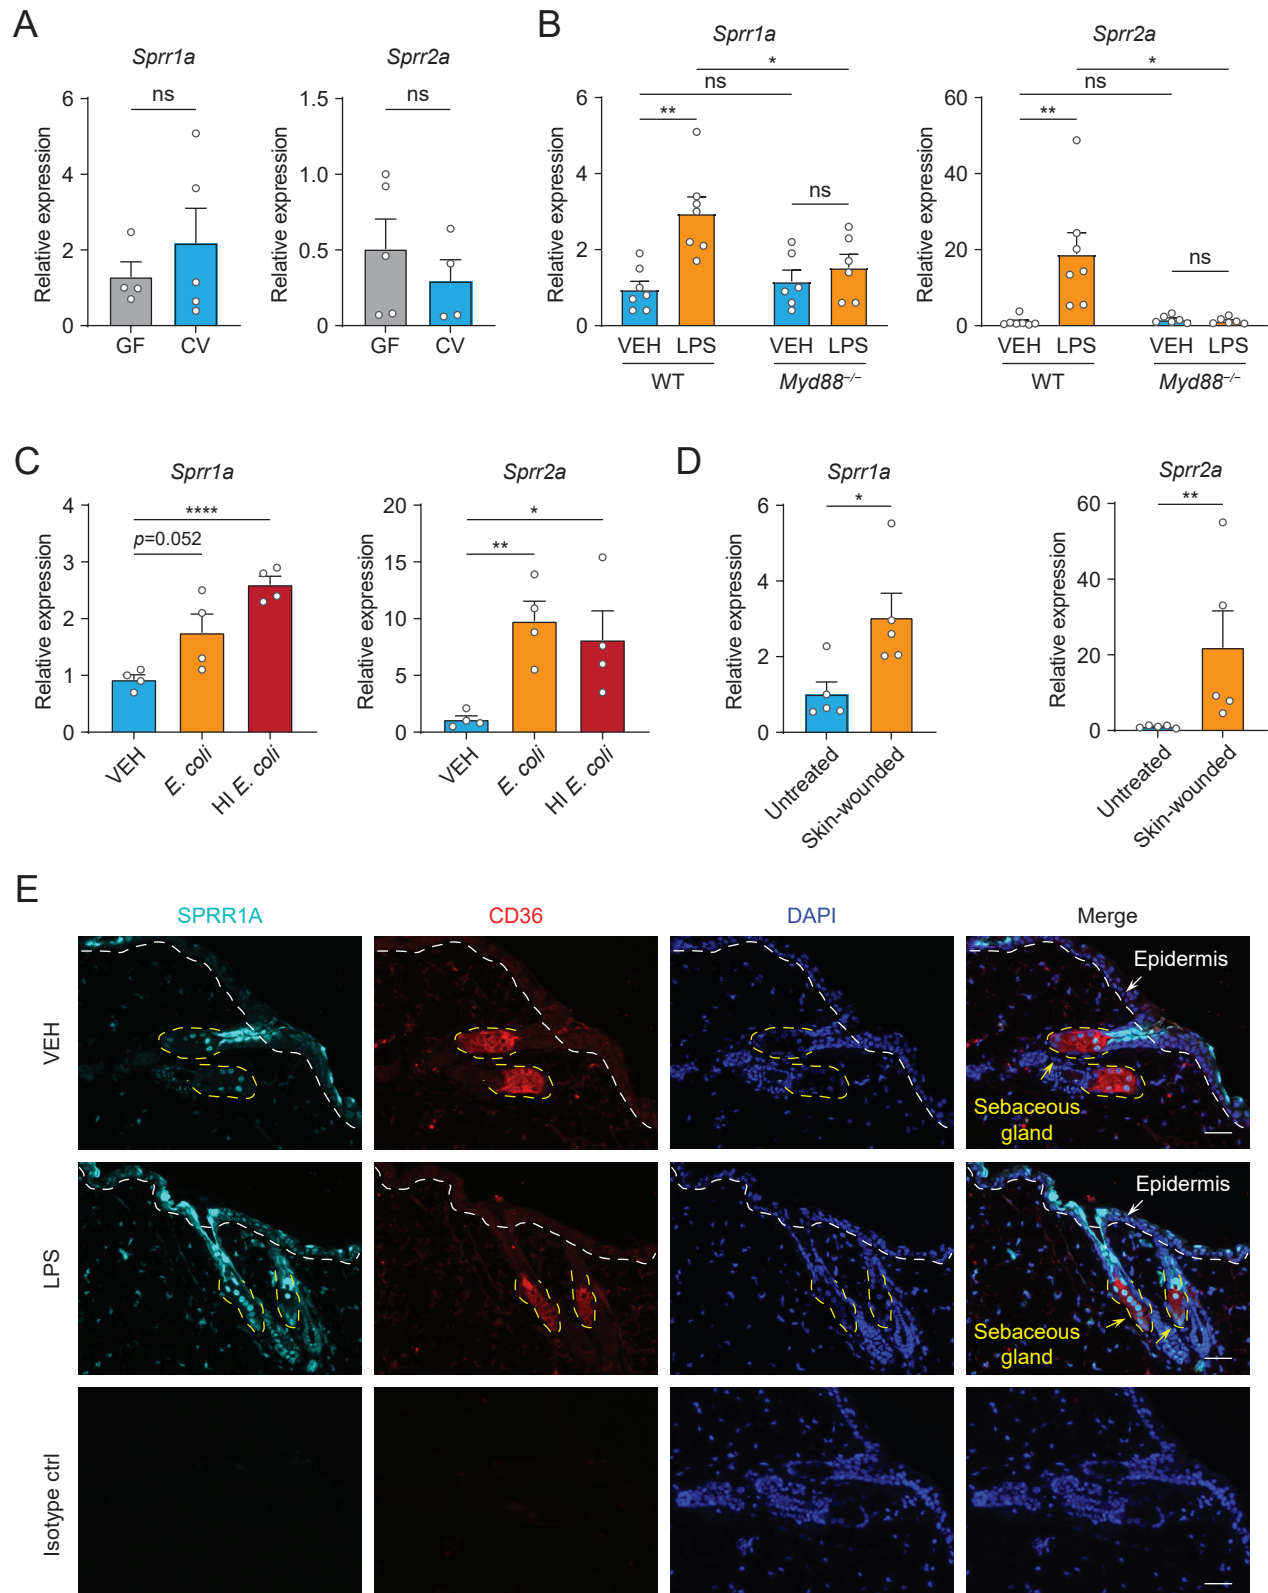 A
Sprr1a
Relative expression
6
4
2
0
ns
GF CV
Sprr2a
Relative expression
1.5
1.0
0.5
0
ns
GF CV
B
Sprr1a
Relative expression
6
4
2
0
*
ns
**
ns
VEH LPS VEH LPS
WT Myd88–/–
Sprr2a
Relative expression
60
40
20
0
*
ns
**
ns
VEH LPS VEH LPS
WT Myd88–/–
C
Sprr1a
Relative expression
4
3
2
1
0
****
p=0.052
VEH
E. coli
HI E. coli
Sprr2a
Relative expression
20
15
10
5
0
*
**
VEH
E. coli
HI E. coli
D
Sprr1a
Relative expression
6
4
2
0
*
Untreated
Skin-wounded
Sprr2a
Relative expression
60
40
20
0
**
Untreated
Skin-wounded
E
SPRR1A CD36 DAPI Merge
VEH
Epidermis
Sebaceous
gland
LPS
Epidermis
Sebaceous
gland
Isotype ctrl